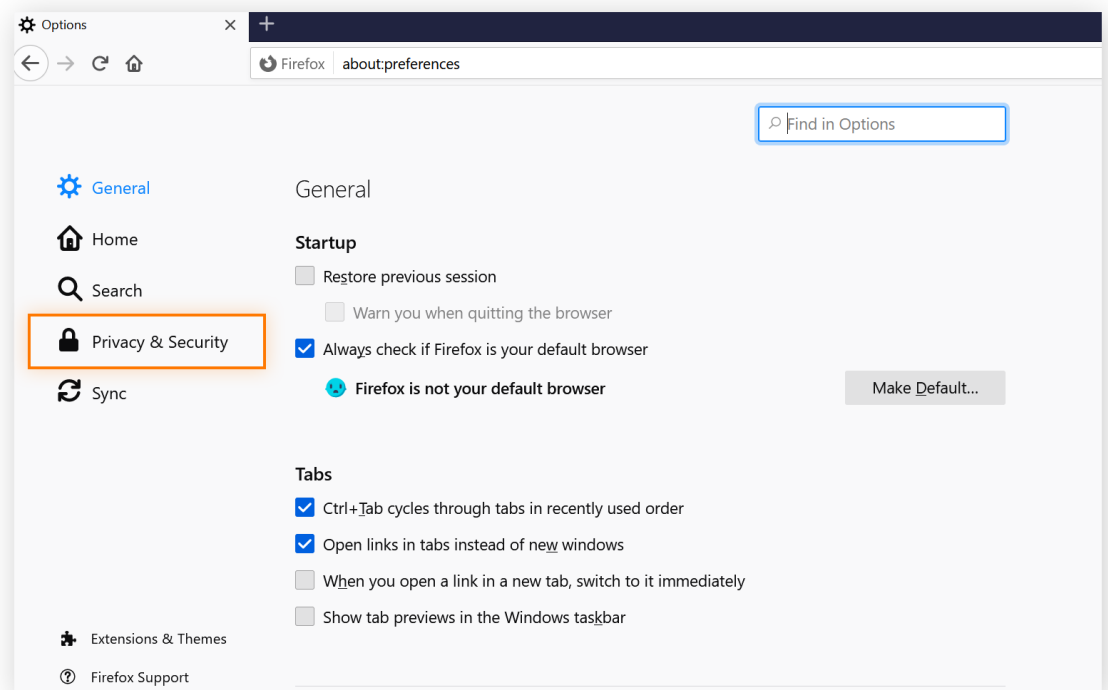 Options
Firefox about:preferences
Find in Options
General
Home
Search
Privacy & Security
Sync
Extensions & Themes
Firefox Support
General
Startup
Restore previous session
Warn you when quitting the browser
Always check if Firefox is your default browser
Firefox is not your default browser
Make Default...
Tabs
Ctrl+Tab cycles through tabs in recently used order
Open links in tabs instead of new windows
When you open a link in a new tab, switch to it immediately
Show tab previews in the Windows taskbar